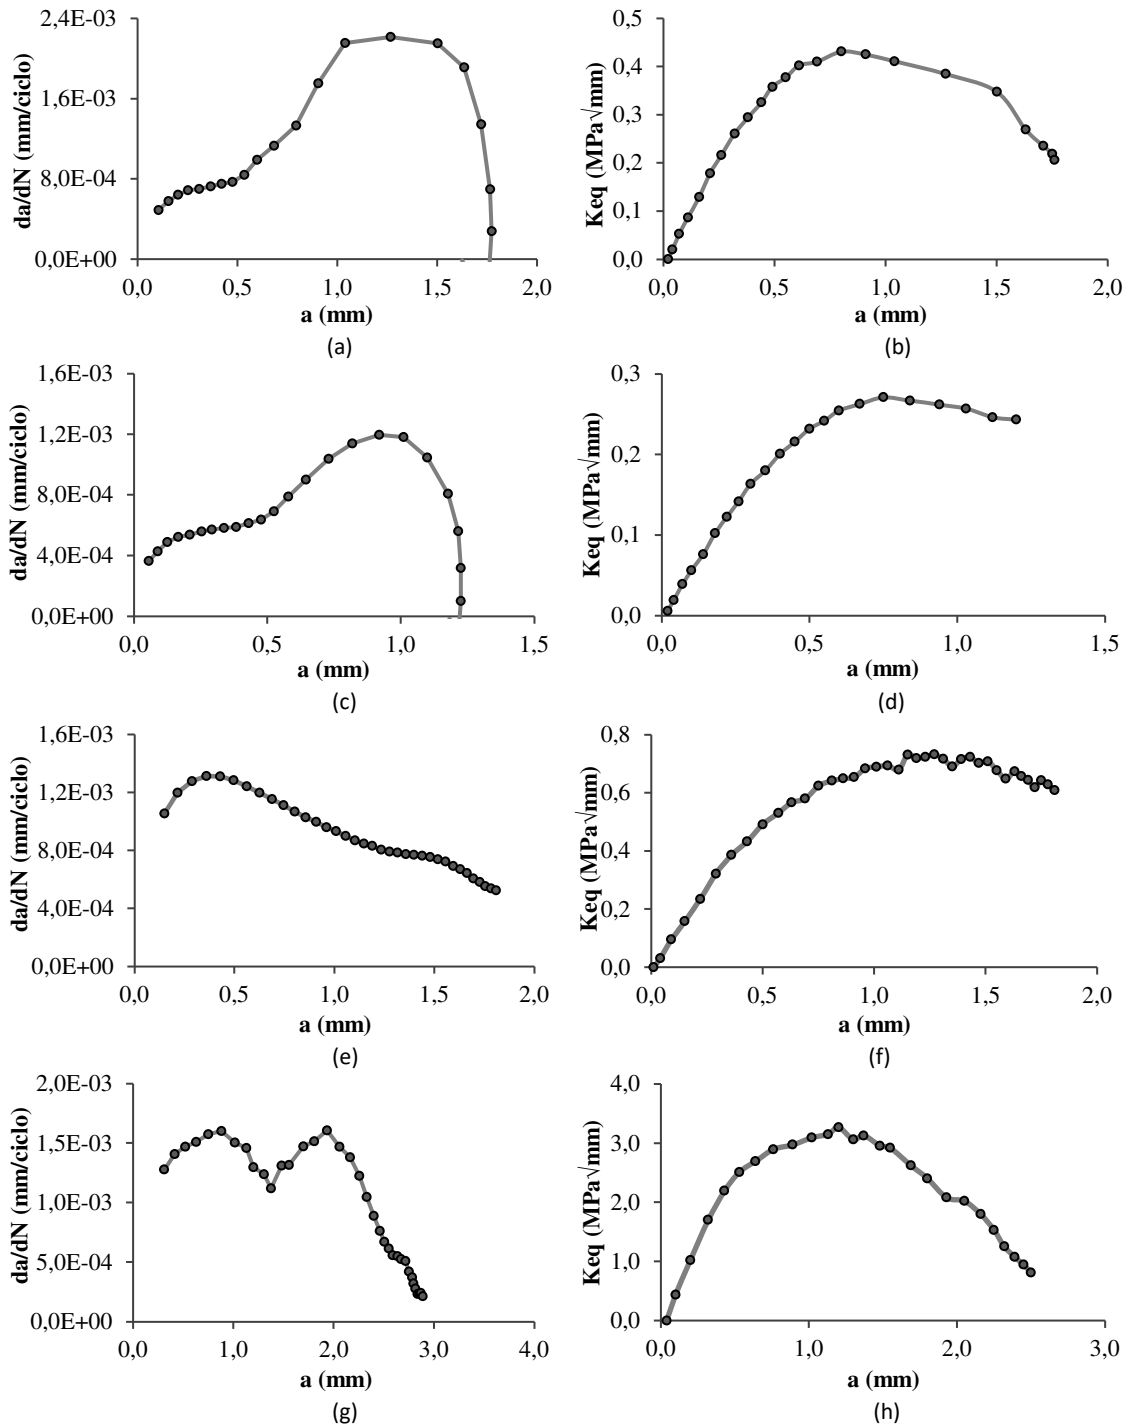 2,4E-03
1,6E-03
8,0E-04
0,0E+00
da/dN (mm/ciclo)
0,0 0,5 1,0 1,5 2,0
a (mm)
(a)
0,5
0,4
0,3
0,2
0,1
0,0
Keq (MPa√mm)
0,0 0,5 1,0 1,5 2,0
a (mm)
(b)
1,6E-03
1,2E-03
8,0E-04
4,0E-04
0,0E+00
da/dN (mm/ciclo)
0,0 0,5 1,0 1,5
a (mm)
(c)
0,3
0,2
0,1
0,0
Keq (MPa√mm)
0,0 0,5 1,0 1,5
a (mm)
(d)
1,6E-03
1,2E-03
8,0E-04
4,0E-04
0,0E+00
da/dN (mm/ciclo)
0,0 0,5 1,0 1,5 2,0
a (mm)
(e)
0,8
0,6
0,4
0,2
0,0
Keq (MPa√mm)
0,0 0,5 1,0 1,5 2,0
a (mm)
(f)
2,0E-03
1,5E-03
1,0E-03
5,0E-04
0,0E+00
da/dN (mm/ciclo)
0,0 1,0 2,0 3,0 4,0
a (mm)
(g)
4,0
3,0
2,0
1,0
0,0
Keq (MPa√mm)
0,0 1,0 2,0 3,0
a (mm)
(h)